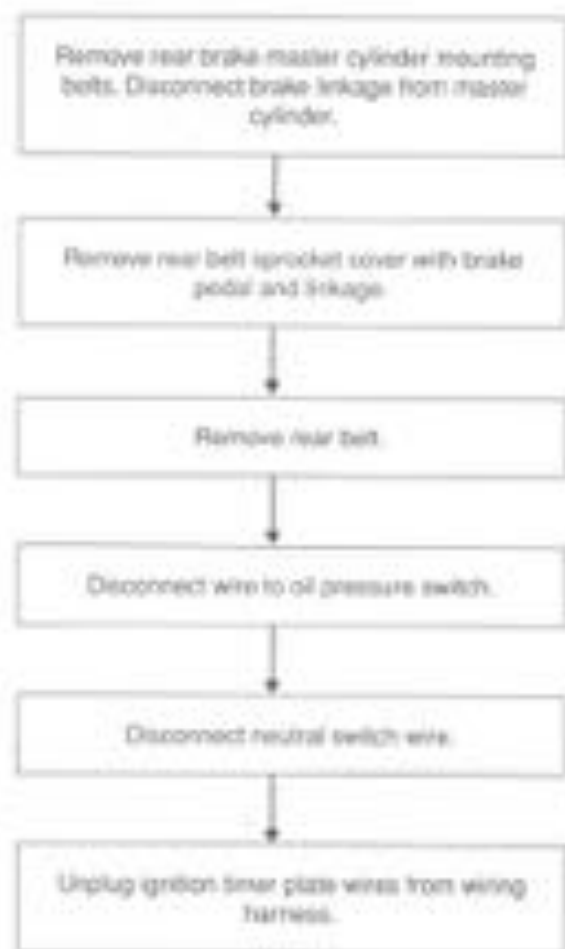 Remove rear brake master cylinder mounting
bolts. Disconnect brake linkage from master
cylinder.
Remove rear belt sprocket cover with brake
pedal and linkage.
Remove rear belt.
Disconnect wire to oil pressure switch.
Disconnect neutral switch wire.
Unplug ignition timer plate wires from wiring
harness.